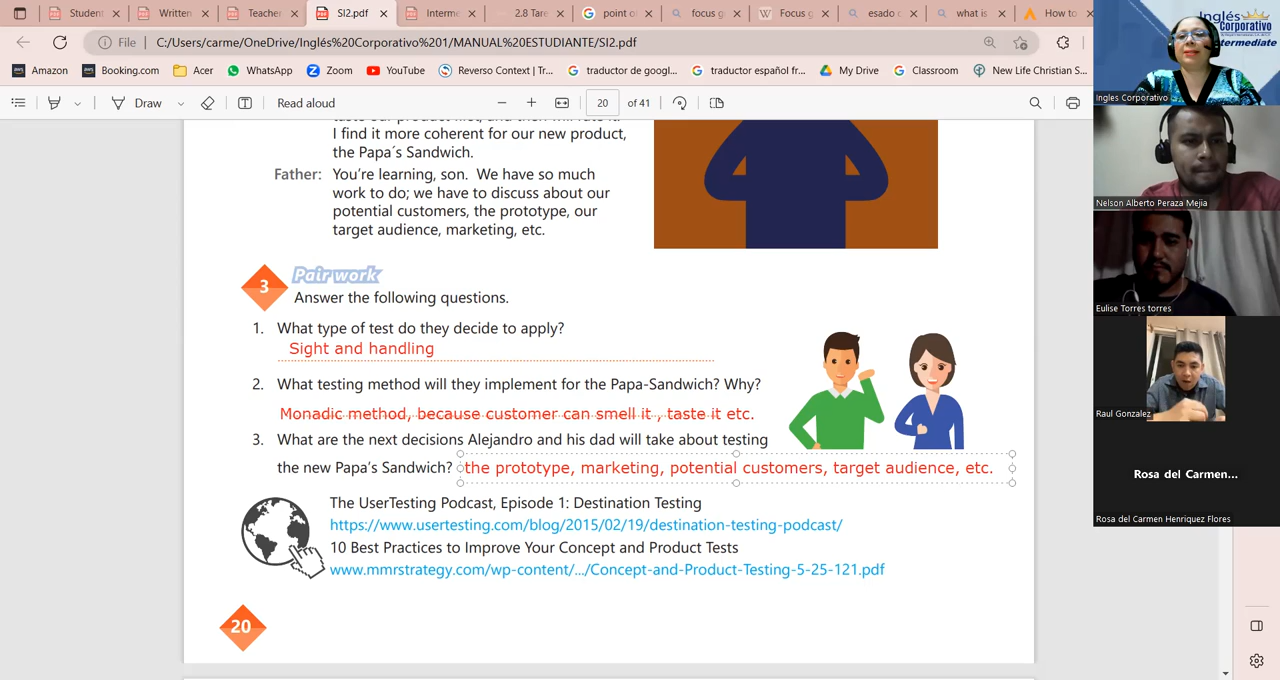 Student
Written
Teacher
SI2.pdf
Interme
2.8 Tare
point o
focus g
Focus g
esado c
what is
How to
File C:/Users/carme/OneDrive/Inglés%20Corporativo%201/MANUAL%20ESTUDIANTE/SI2.pdf
Amazon Booking.com Acer WhatsApp Zoom YouTube Reverso Context | Tr... traductor de googl... traductor español fr... My Drive Classroom New Life Christian S...
Draw Read aloud 20 of 41
I find it more coherent for our new product,
the Papa´s Sandwich.
Father: You're learning, son. We have so much
work to do; we have to discuss about our
potential customers, the prototype, our
target audience, marketing, etc.
3 Pair work
Answer the following questions.
1. What type of test do they decide to apply?
Sight and handling
2. What testing method will they implement for the Papa-Sandwich? Why?
Monadic method, because customer can smell it , taste it etc.
3. What are the next decisions Alejandro and his dad will take about testing
the new Papa's Sandwich? the prototype, marketing, potential customers, target audience, etc.
The UserTesting Podcast, Episode 1: Destination Testing
https://www.usertesting.com/blog/2015/02/19/destination-testing-podcast/
10 Best Practices to Improve Your Concept and Product Tests
www.mmrstrategy.com/wp-content/.../Concept-and-Product-Testing-5-25-121.pdf
20
Inglés
Corporativo
Intermediate
Ingles Corporativo
Nelson Alberto Peraza Mejia
Eulise Torres torres
Raul Gonzalez
Rosa del Carmen...
Rosa del Carmen Henriquez Flores